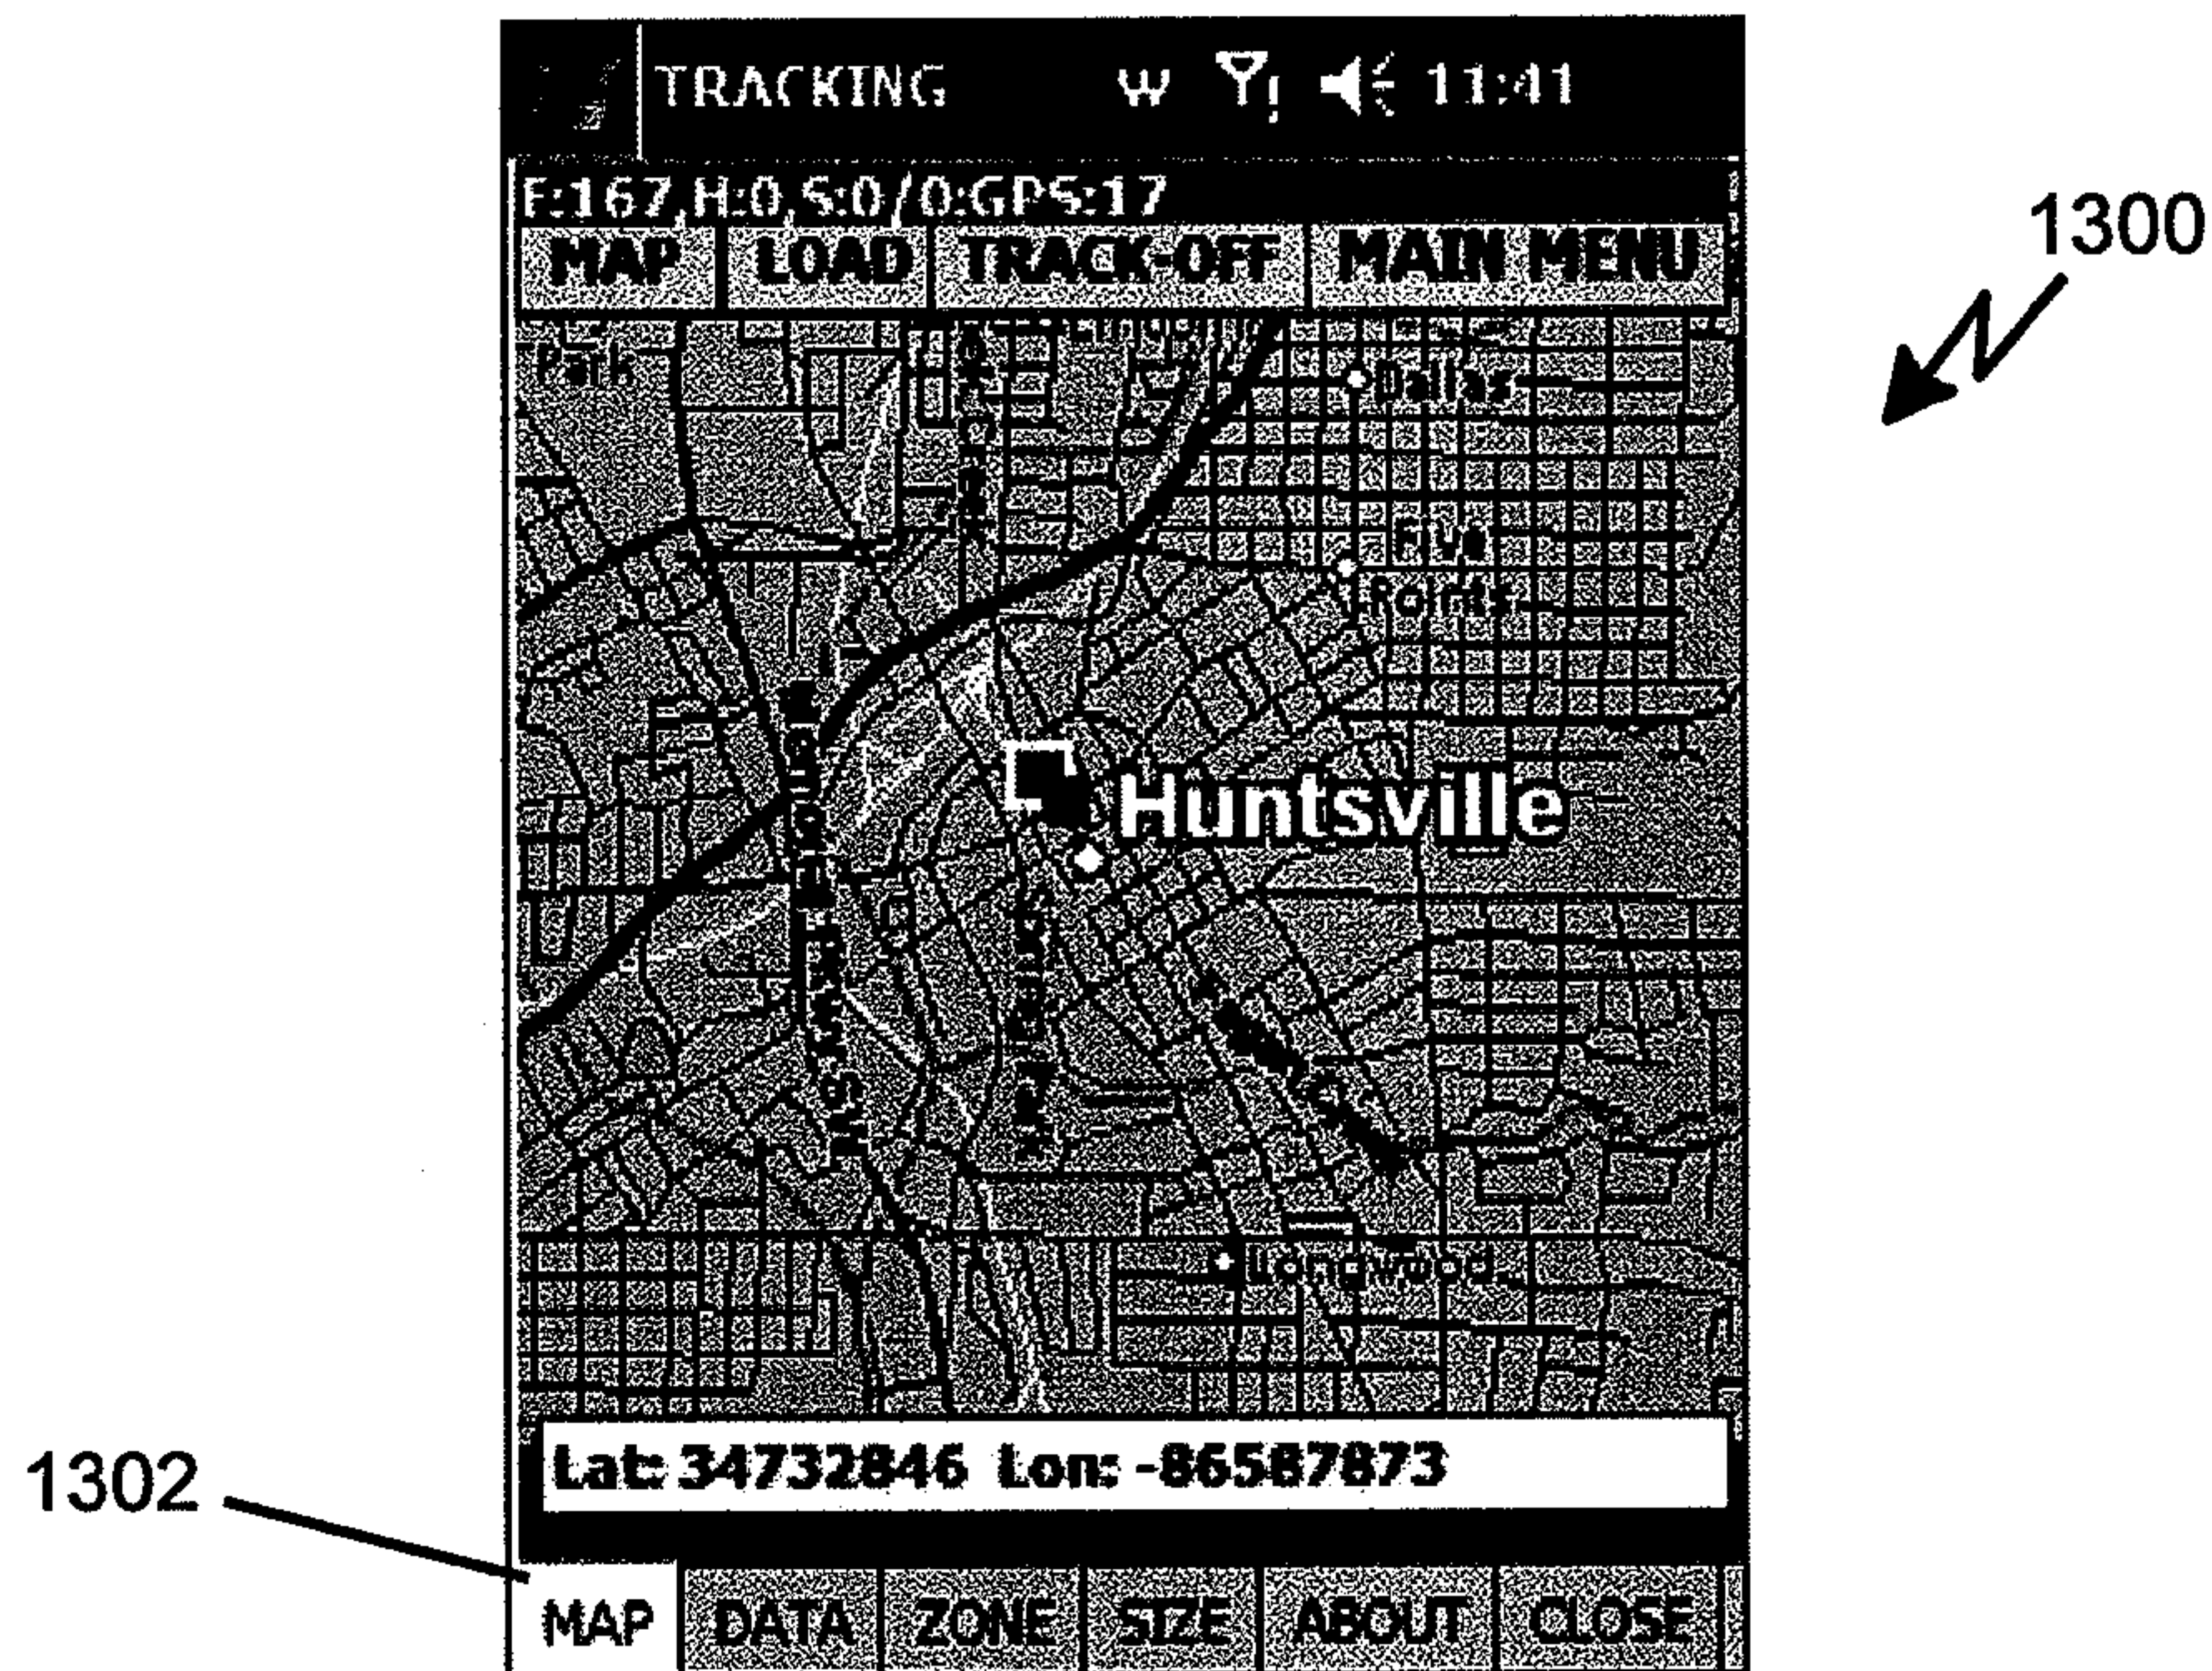 TRACKING 11:41
F:167,H:0,S:0/0:GPS:17
MAP LOAD TRACK-OFF MAIN MENU
1300
Park
Dallas
Five
Points
Huntsville
Longwood
Lat: 34732846 Lon: -86587873
1302
MAP DATA ZONE SIZE ABOUT CLOSE